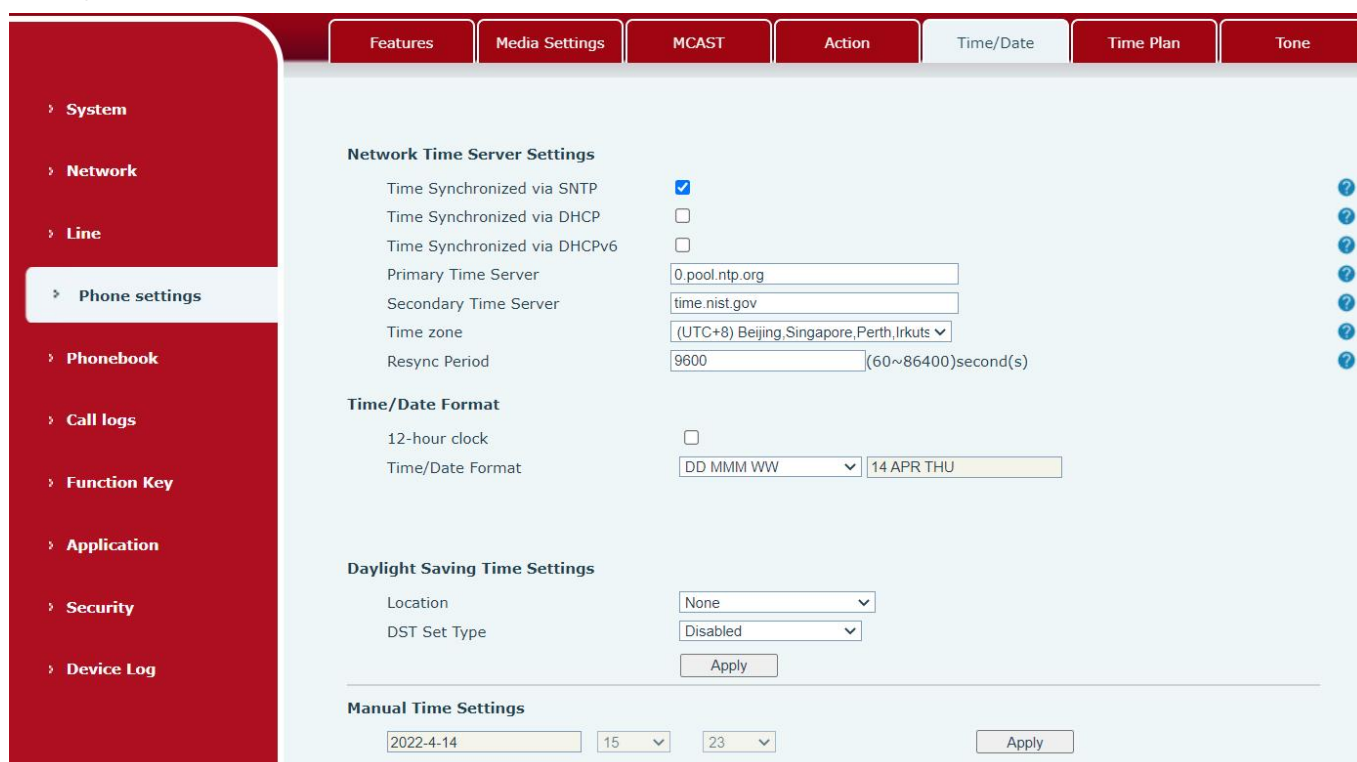 Features Media Settings MCAST Action Time/Date Time Plan Tone
System
Network
Line
Phone settings
Phonebook
Call logs
Function Key
Application
Security
Device Log
Network Time Server Settings
Time Synchronized via SNTP
Time Synchronized via DHCP
Time Synchronized via DHCPv6
Primary Time Server 0.pool.ntp.org
Secondary Time Server time.nist.gov
Time zone (UTC+8) Beijing,Singapore,Perth,Irkuts
Resync Period 9600 (60~86400)second(s)
Time/Date Format
12-hour clock
Time/Date Format DD MMM WW 14 APR THU
Daylight Saving Time Settings
Location None
DST Set Type Disabled
Apply
Manual Time Settings
2022-4-14 15 23 Apply